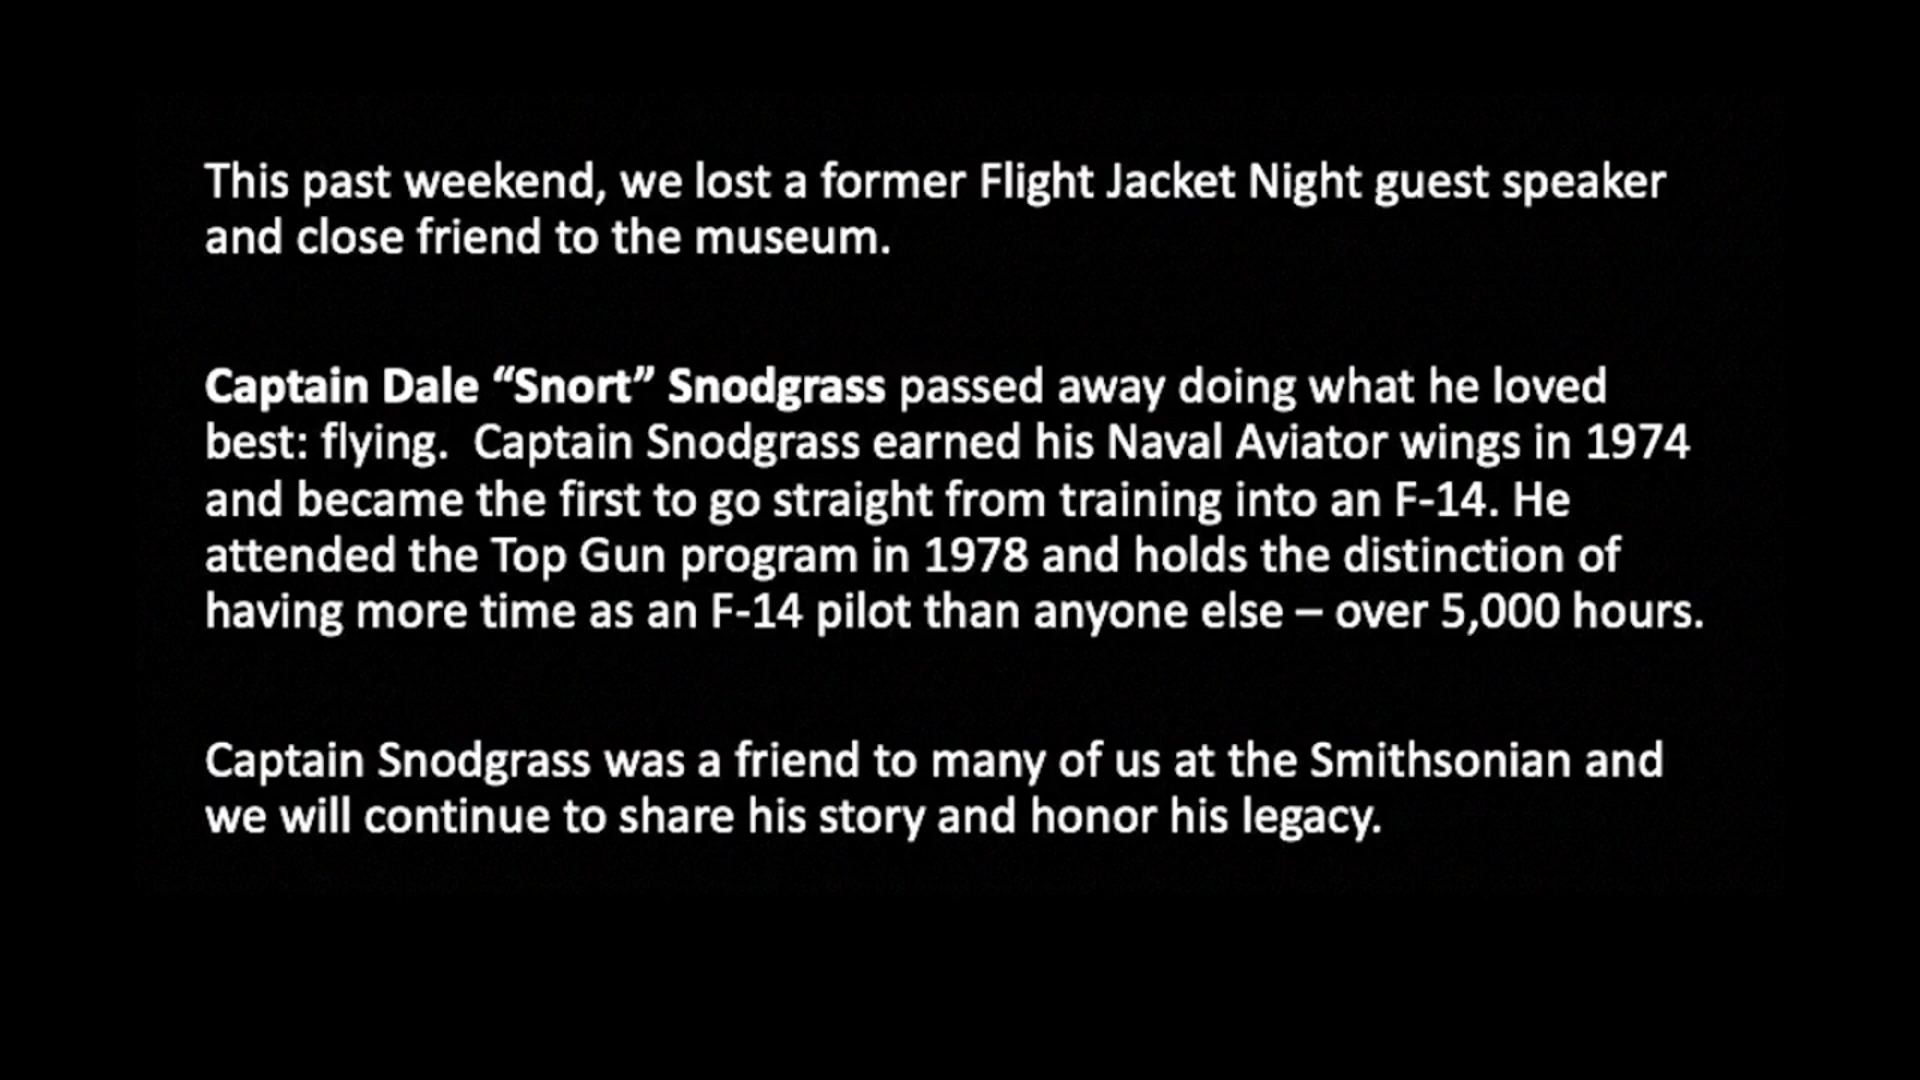 This past weekend, we lost a former Flight Jacket Night guest speaker
and close friend to the museum.
Captain Dale “Snort” Snodgrass passed away doing what he loved
best: flying.  Captain Snodgrass earned his Naval Aviator wings in 1974
and became the first to go straight from training into an F-14. He
attended the Top Gun program in 1978 and holds the distinction of
having more time as an F-14 pilot than anyone else – over 5,000 hours.
Captain Snodgrass was a friend to many of us at the Smithsonian and
we will continue to share his story and honor his legacy.